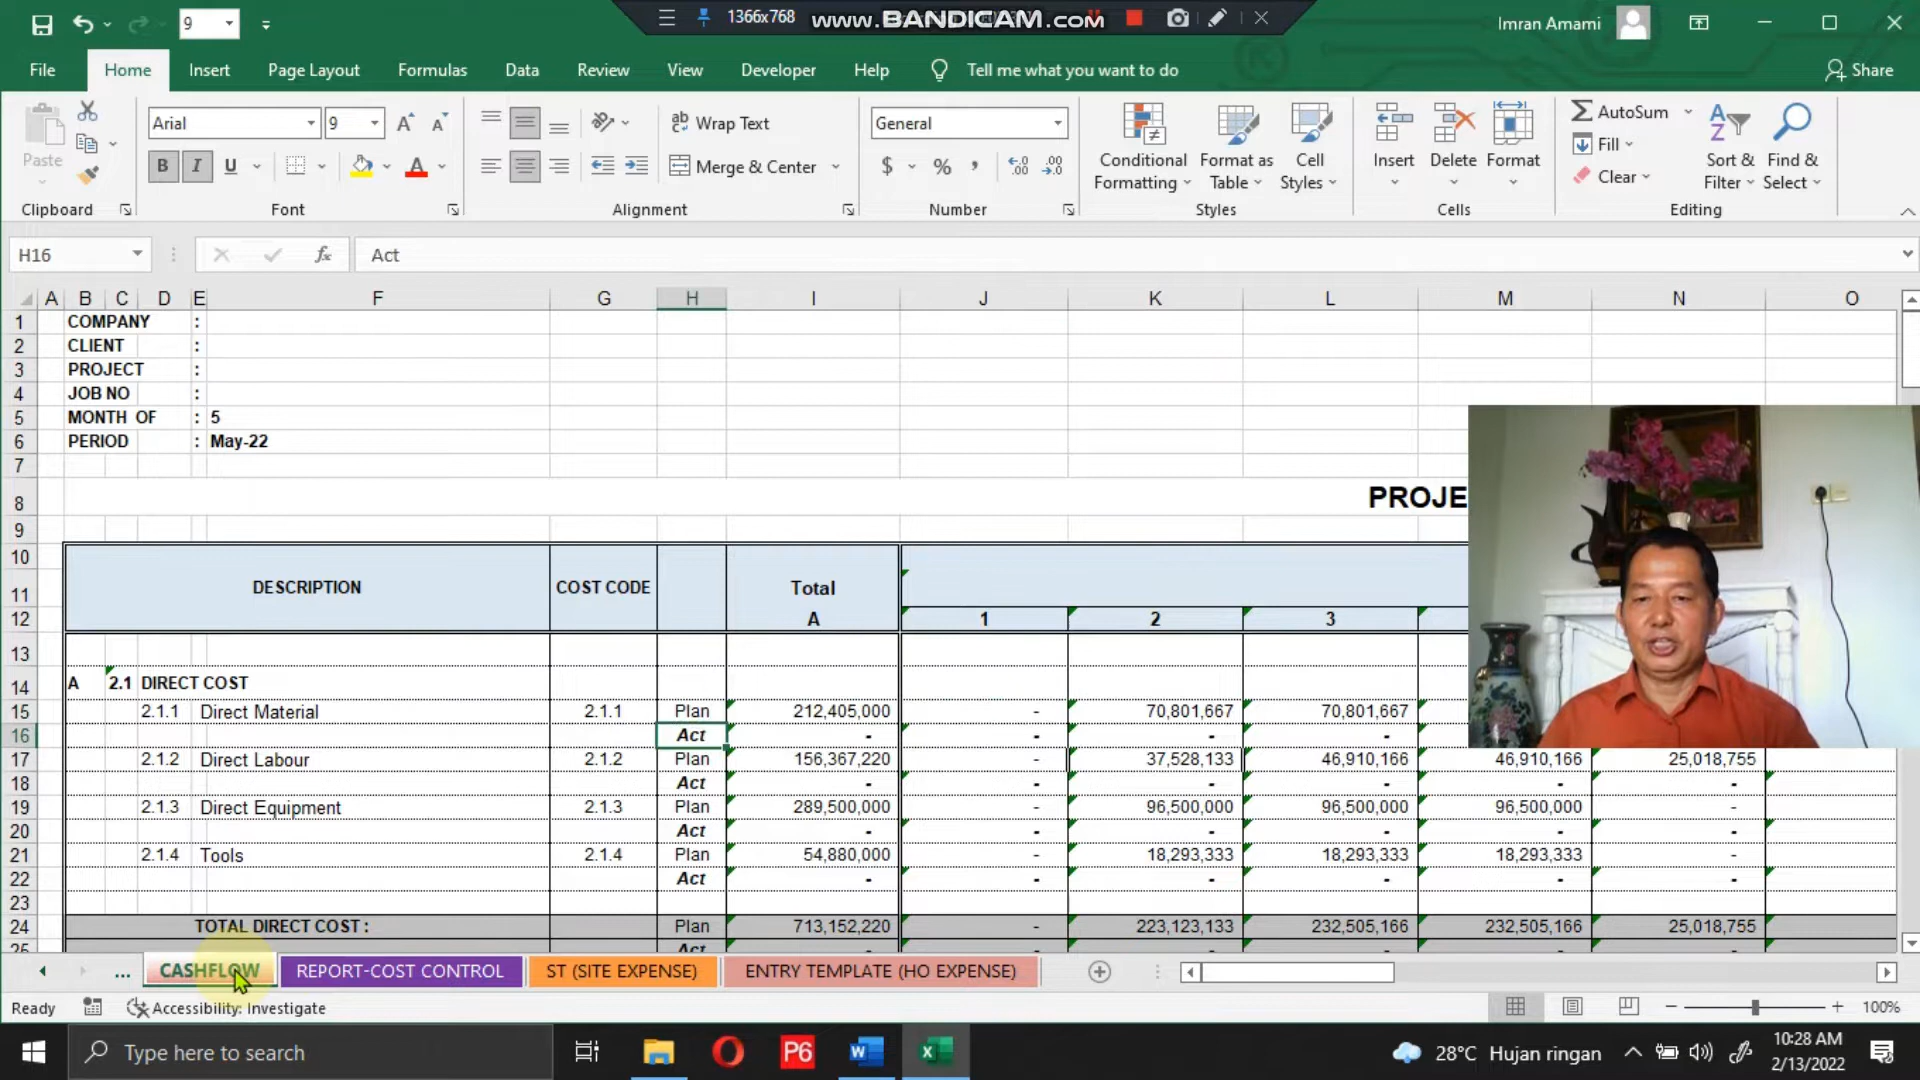 9
1366x768 www.BANDICAM.com
Imran Amami
File Home Insert Page Layout Formulas Data Review View Developer Help Tell me what you want to do Share
Paste
Clipboard
Arial 9
B I U
Font
Wrap Text
Merge & Center
Alignment
General
$ % ,
Number
Conditional Formatting
Format as Table
Cell Styles
Styles
Insert Delete Format
Cells
AutoSum
Fill
Clear
Sort & Filter
Find & Select
Editing
H16 fx Act
A B C D E F G H I J K L M N O
1 COMPANY :
2 CLIENT :
3 PROJECT :
4 JOB NO :
5 MONTH OF : 5
6 PERIOD : May-22
7
8 PROJE
9
10
11 DESCRIPTION COST CODE Total
12 A 1 2 3
13
14 A 2.1 DIRECT COST
15 2.1.1 Direct Material 2.1.1 Plan 212,405,000 - 70,801,667 70,801,667
16 Act - - - -
17 2.1.2 Direct Labour 2.1.2 Plan 156,367,220 - 37,528,133 46,910,166 46,910,166 25,018,755
18 Act - - - - - -
19 2.1.3 Direct Equipment 2.1.3 Plan 289,500,000 - 96,500,000 96,500,000 96,500,000 -
20 Act - - - - - -
21 2.1.4 Tools 2.1.4 Plan 54,880,000 - 18,293,333 18,293,333 18,293,333 -
22 Act - - - - - -
23
24 TOTAL DIRECT COST : Plan 713,152,220 - 223,123,133 232,505,166 232,505,166 25,018,755
25 Act - - - - - -
... CASHFLOW REPORT-COST CONTROL ST (SITE EXPENSE) ENTRY TEMPLATE (HO EXPENSE)
Ready Accessibility: Investigate 100%
Type here to search P6 28°C Hujan ringan 10:28 AM
2/13/2022